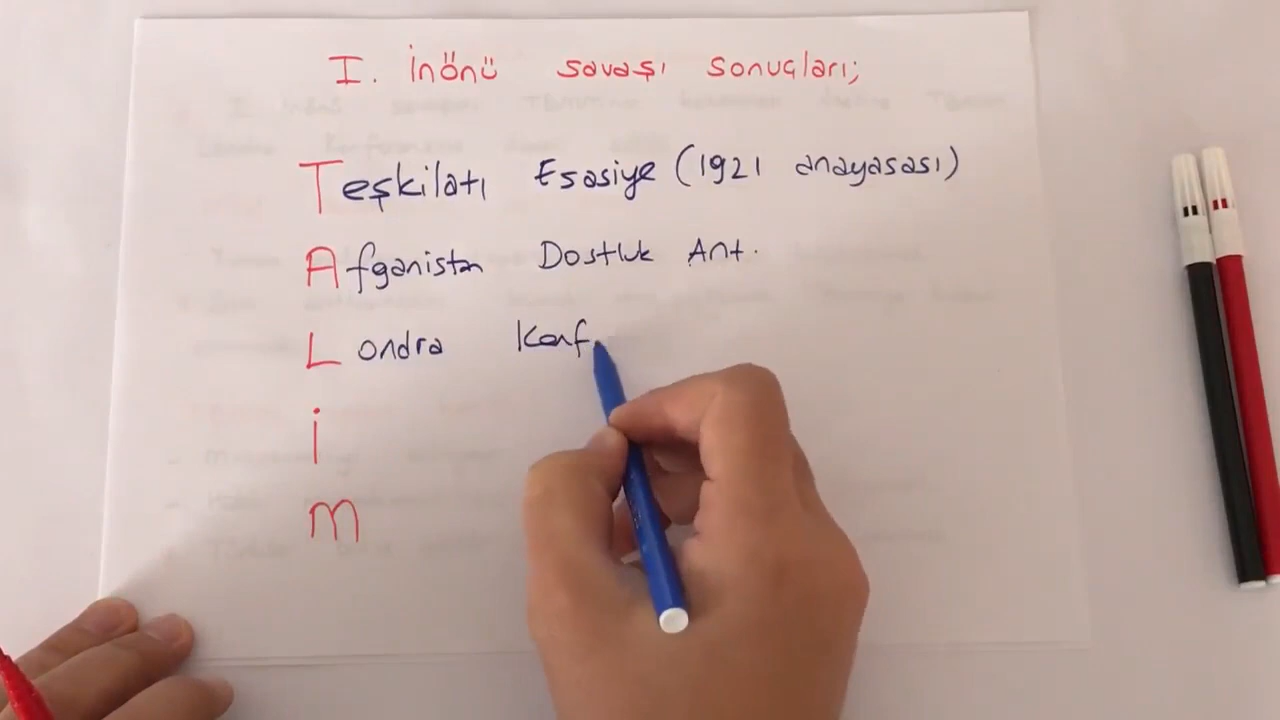 I. İnönü savaşı sonuçları;
Teşkilatı Esasiye (1921 anayasası)
Afganistan Dostluk Ant.
Londra Konf
İ
M